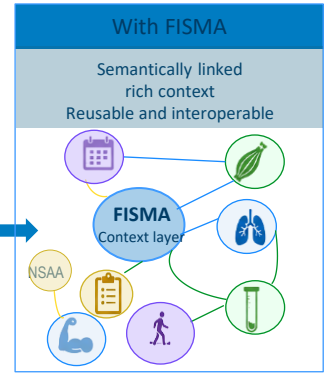 With FISMA
Semantically linked
rich context
Reusable and interoperable
FISMA
Context layer
NSAA